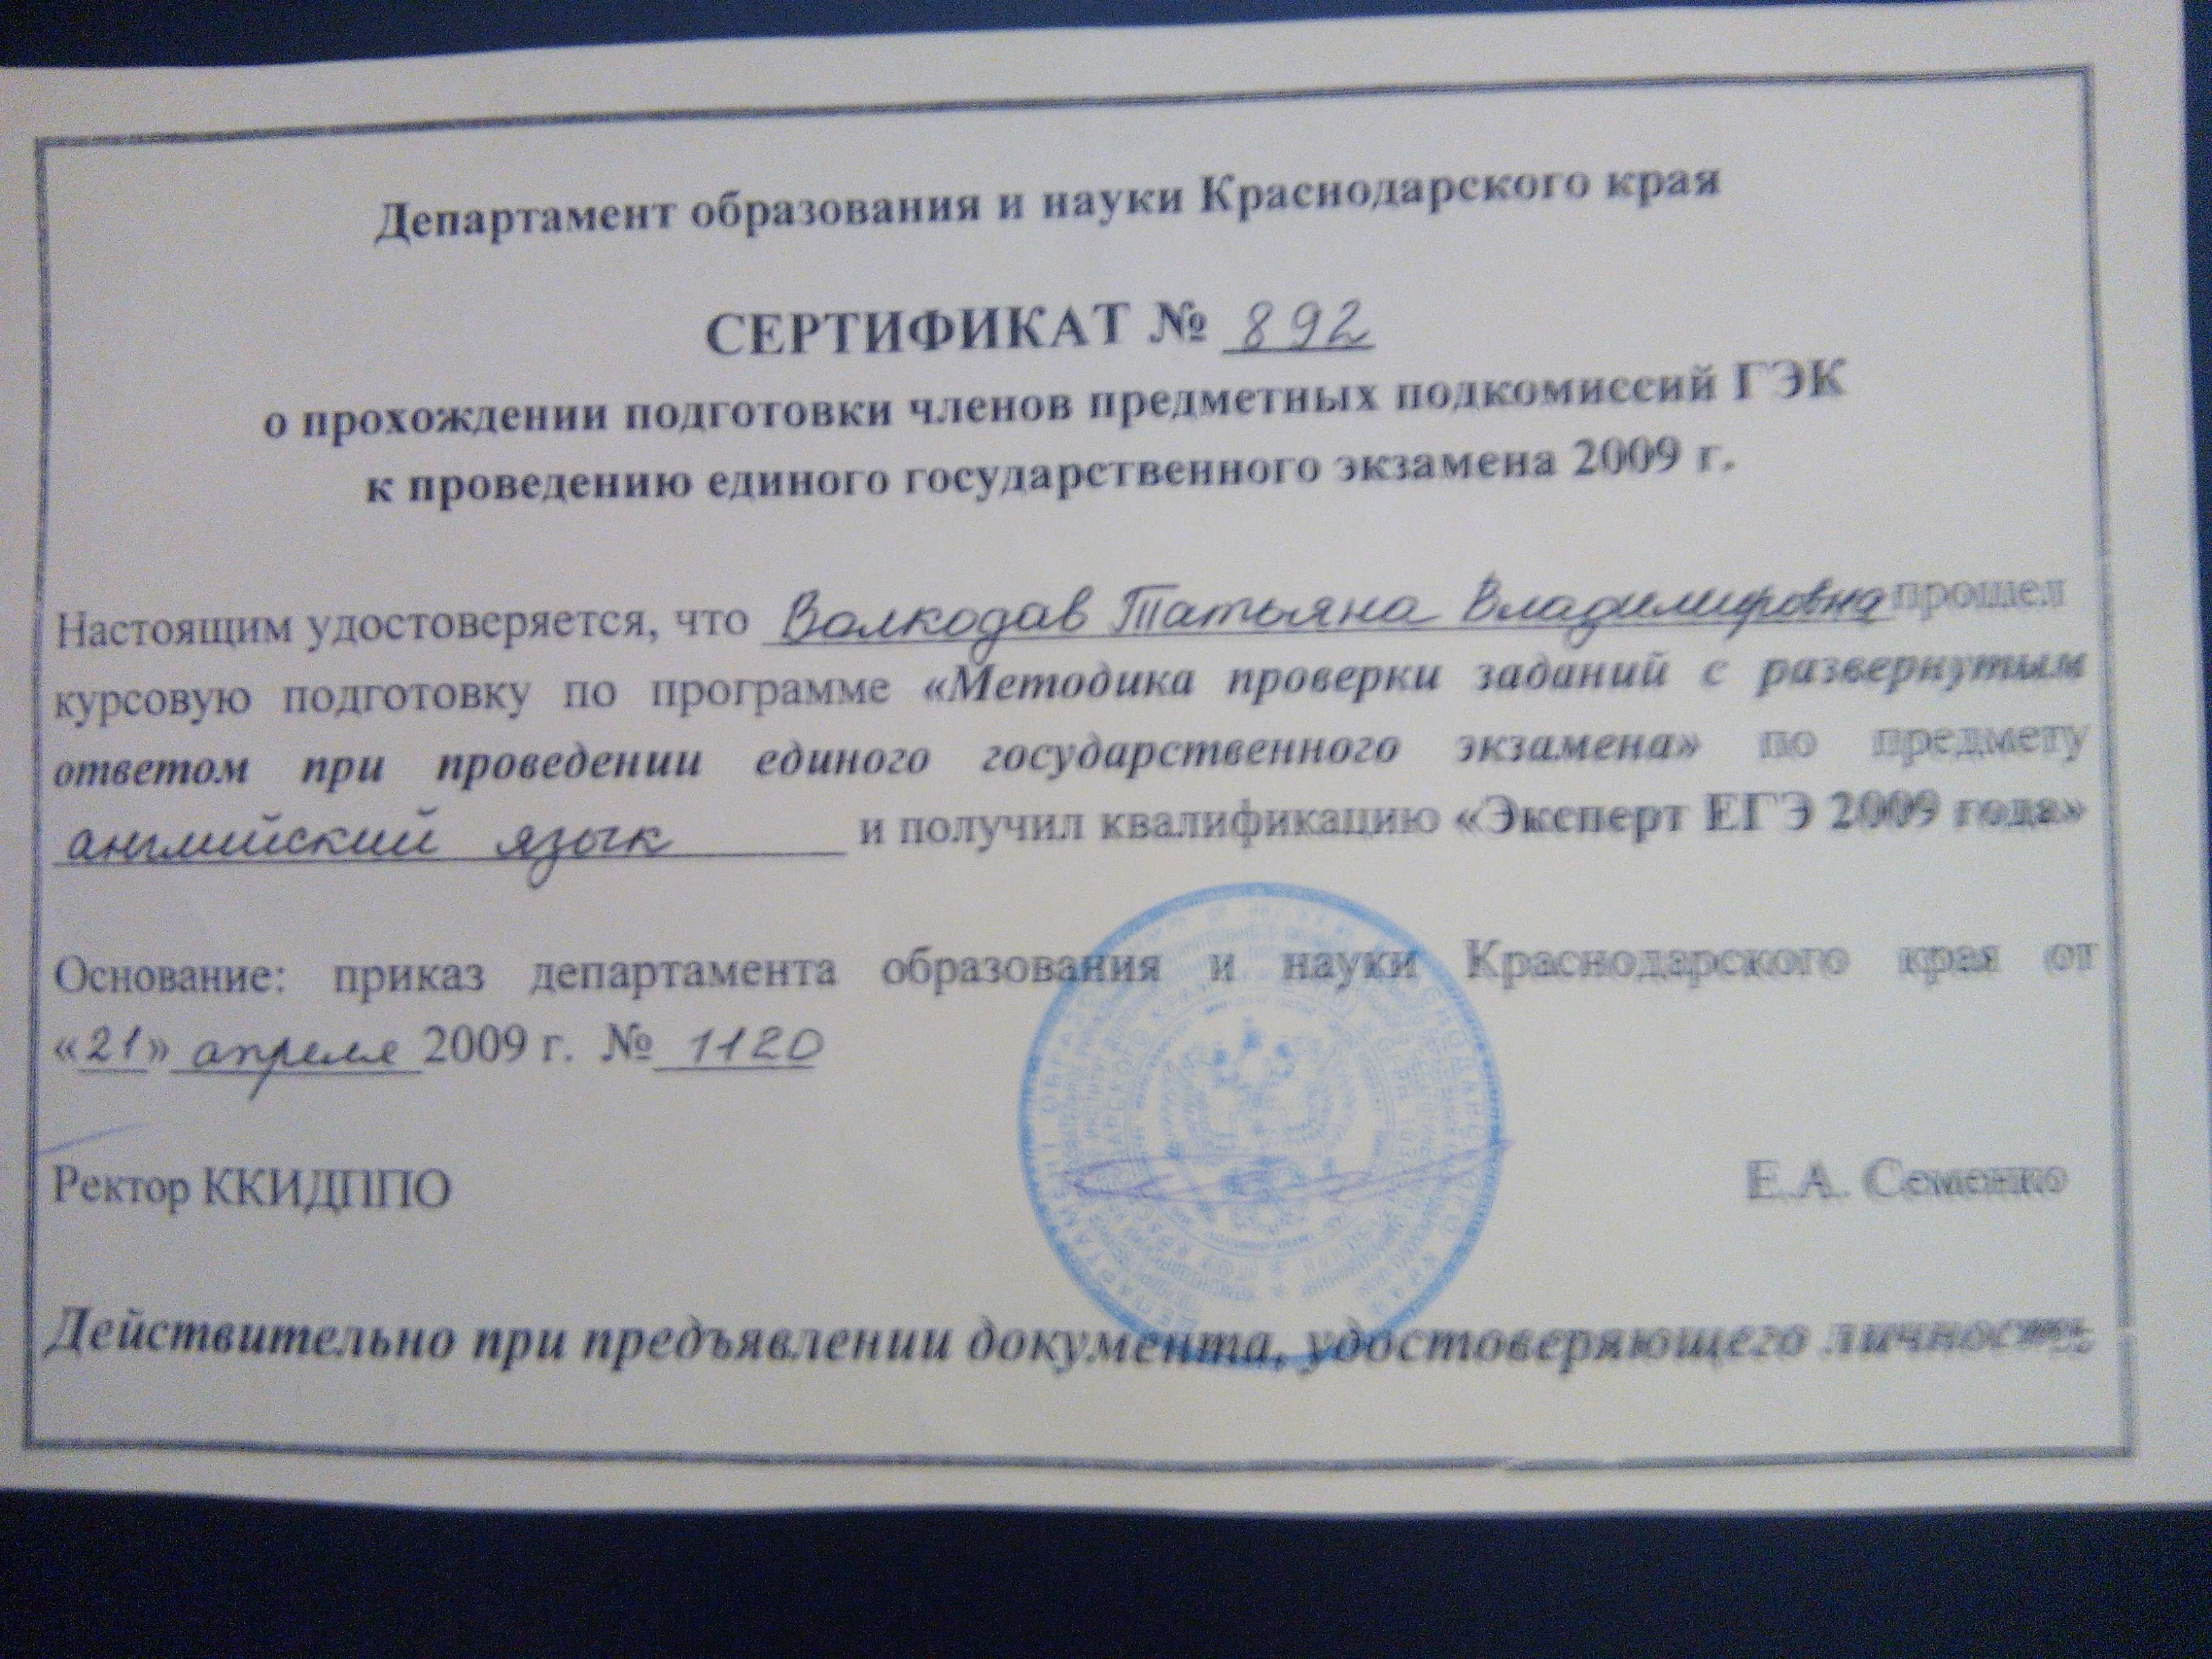 Департамент образования и науки Краснодарского края
СЕРТИФИКАТ № 892
о прохождении подготовки членов предметных подкомиссий ГЭК
к проведению единого государственного экзамена 2009 г.
Настоящим удостоверяется, что Волкодав Татьяна Владимировна прошел
курсовую подготовку по программе «Методика проверки заданий с развернутым
ответом при проведении единого государственного экзамена» по предмету
английский язык и получил квалификацию «Эксперт ЕГЭ 2009 года»
Основание: приказ департамента образования и науки Краснодарского края от
«21» апреля 2009 г. № 1120
Ректор ККИДППО Е.А. Семенко
Действительно при предъявлении документа, удостоверяющего личность